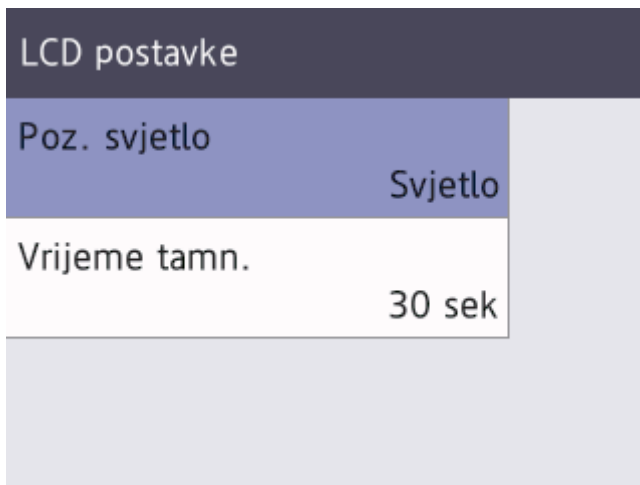 LCD postavke
Poz. svjetlo
Svjetlo
Vrijeme tamn.
30 sek